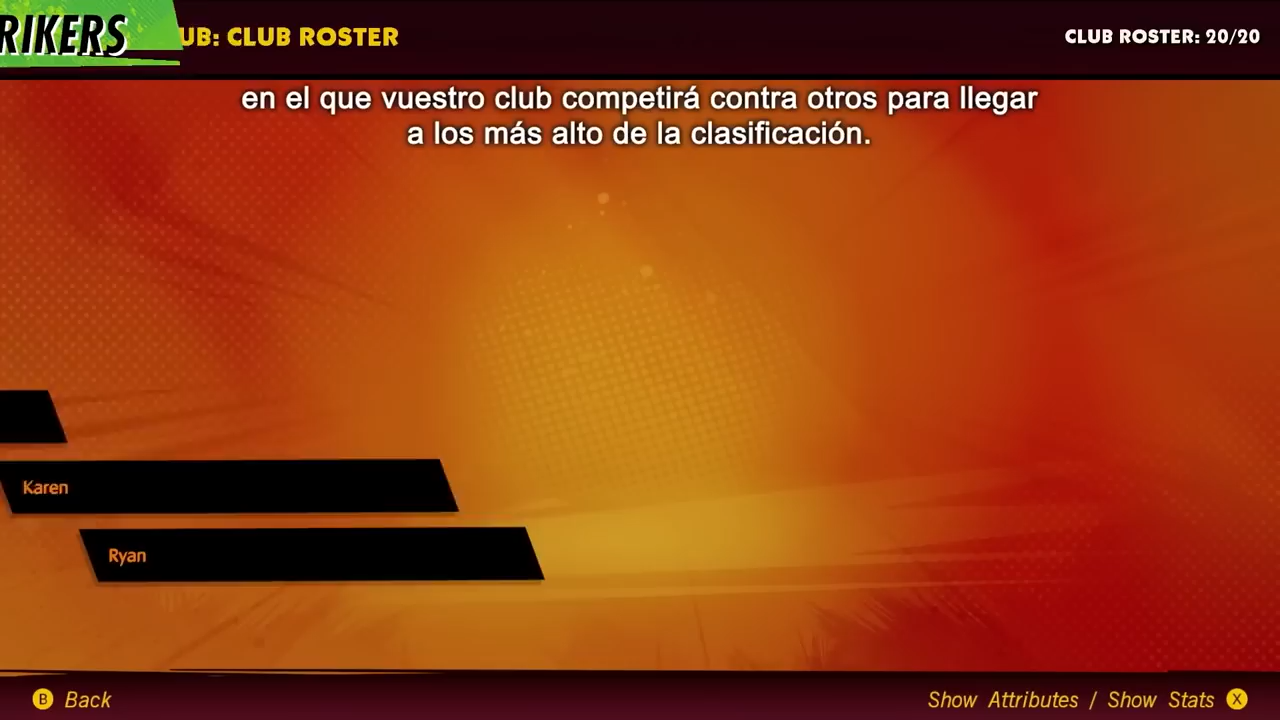 RIKERS
UB: CLUB ROSTER
CLUB ROSTER: 20/20
en el que vuestro club competirá contra otros para llegar
a los más alto de la clasificación.
Karen
Ryan
B Back
Show Attributes / Show Stats X